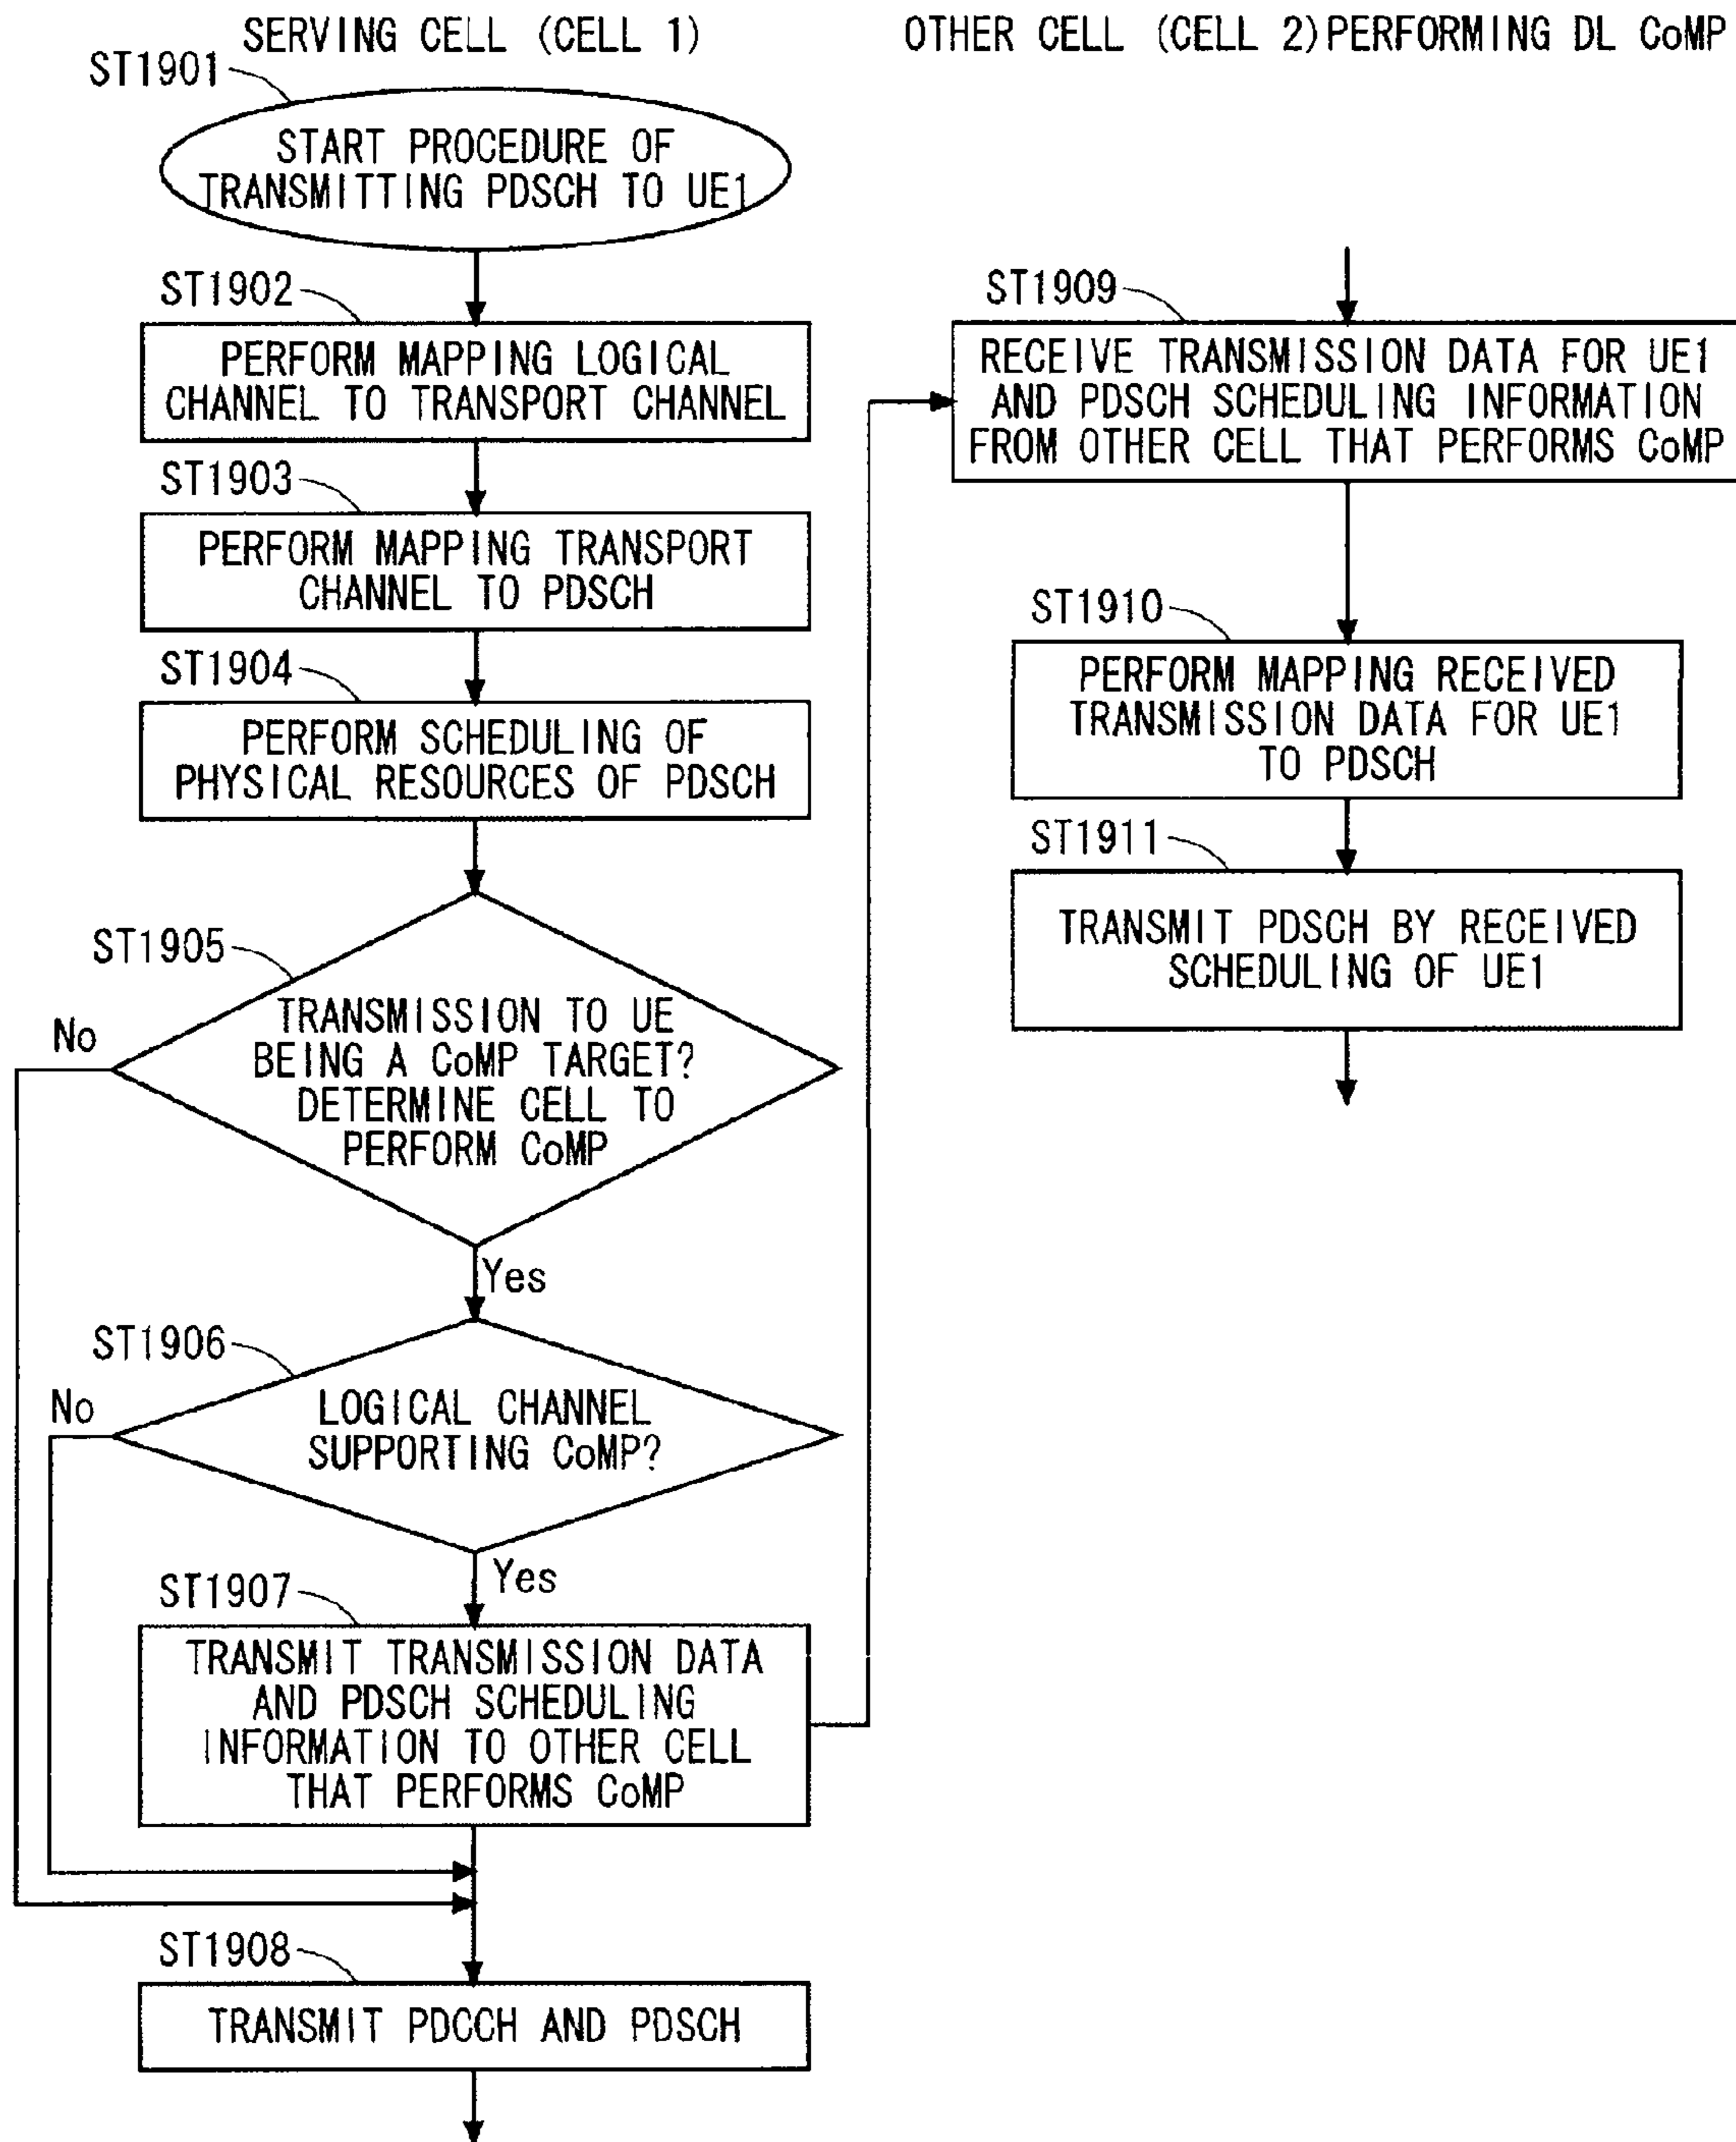 SERVING CELL (CELL 1)
OTHER CELL (CELL 2) PERFORMING DL CoMP
ST1901
START PROCEDURE OF
TRANSMITTING PDSCH TO UE1
ST1902
PERFORM MAPPING LOGICAL
CHANNEL TO TRANSPORT CHANNEL
ST1903
PERFORM MAPPING TRANSPORT
CHANNEL TO PDSCH
ST1904
PERFORM SCHEDULING OF
PHYSICAL RESOURCES OF PDSCH
ST1905
No
TRANSMISSION TO UE
BEING A CoMP TARGET?
DETERMINE CELL TO
PERFORM CoMP
Yes
ST1906
No
LOGICAL CHANNEL
SUPPORTING CoMP?
Yes
ST1907
TRANSMIT TRANSMISSION DATA
AND PDSCH SCHEDULING
INFORMATION TO OTHER CELL
THAT PERFORMS CoMP
ST1908
TRANSMIT PDCCH AND PDSCH
ST1909
RECEIVE TRANSMISSION DATA FOR UE1
AND PDSCH SCHEDULING INFORMATION
FROM OTHER CELL THAT PERFORMS CoMP
ST1910
PERFORM MAPPING RECEIVED
TRANSMISSION DATA FOR UE1
TO PDSCH
ST1911
TRANSMIT PDSCH BY RECEIVED
SCHEDULING OF UE1